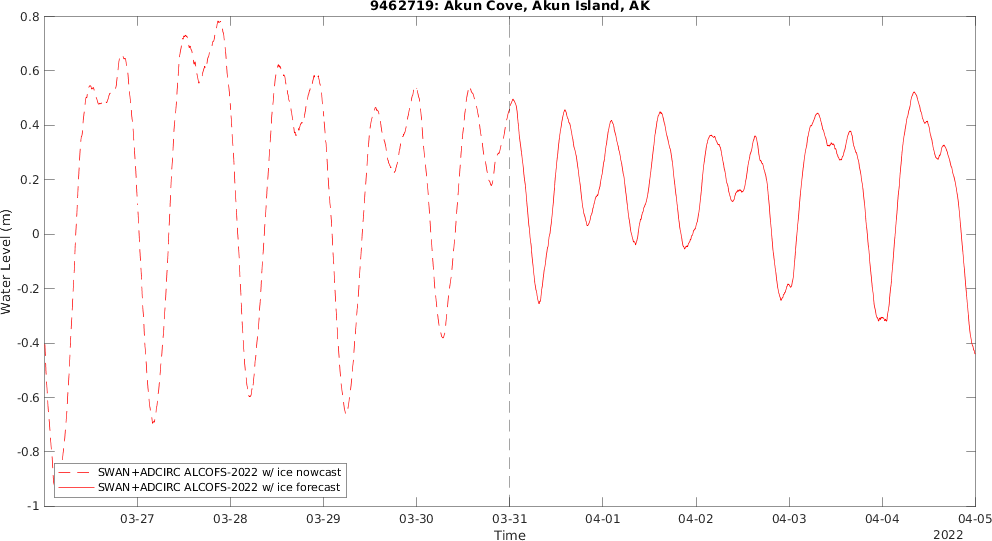 9462719: Akun Cove, Akun Island, AK
0.8
0.6
0.4
0.2
0
-0.2
-0.4
-0.6
-0.8
-1
Water Level (m)
SWAN+ADCIRC ALCOFS-2022 w/ ice nowcast
SWAN+ADCIRC ALCOFS-2022 w/ ice forecast
03-27 03-28 03-29 03-30 03-31 04-01 04-02 04-03 04-04 04-05
Time
2022